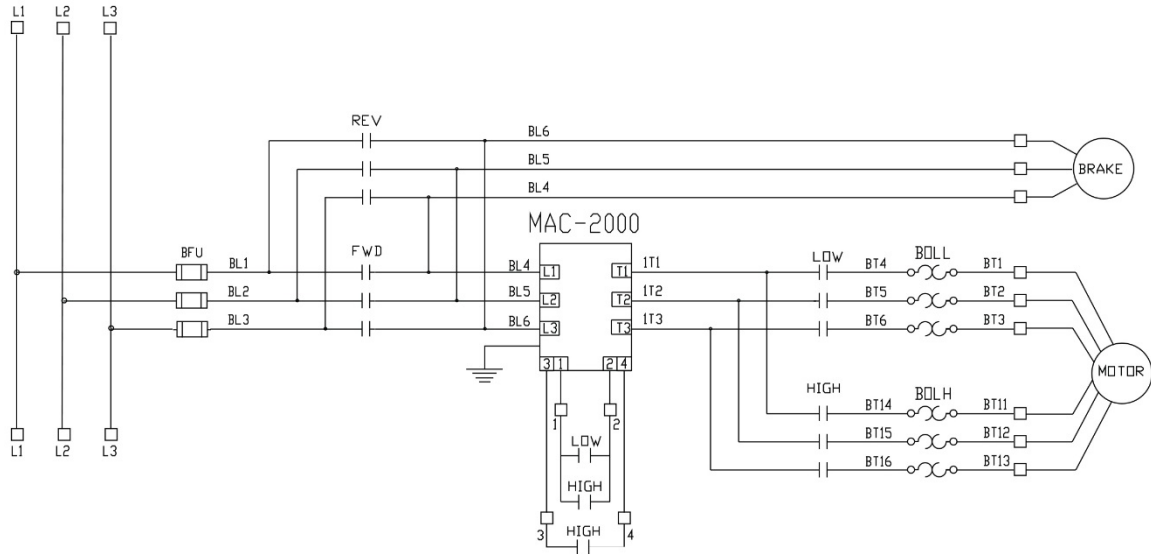 L1 L2 L3
REV BL6
BL5
BL4
BRAKE
MAC-2000
BFU BL1 FWD BL4 L1 T1 1T1 LOW BT4 BOLL BT1
BL2 BL5 L2 T2 1T2 BT5 BT2
BL3 BL6 L3 T3 1T3 BT6 BT3
3 1 2 4
MOTOR
HIGH BT14 BOLH BT11
1 2
LOW BT15 BT12
L1 L2 L3
BT16 BT13
HIGH
3 HIGH 4